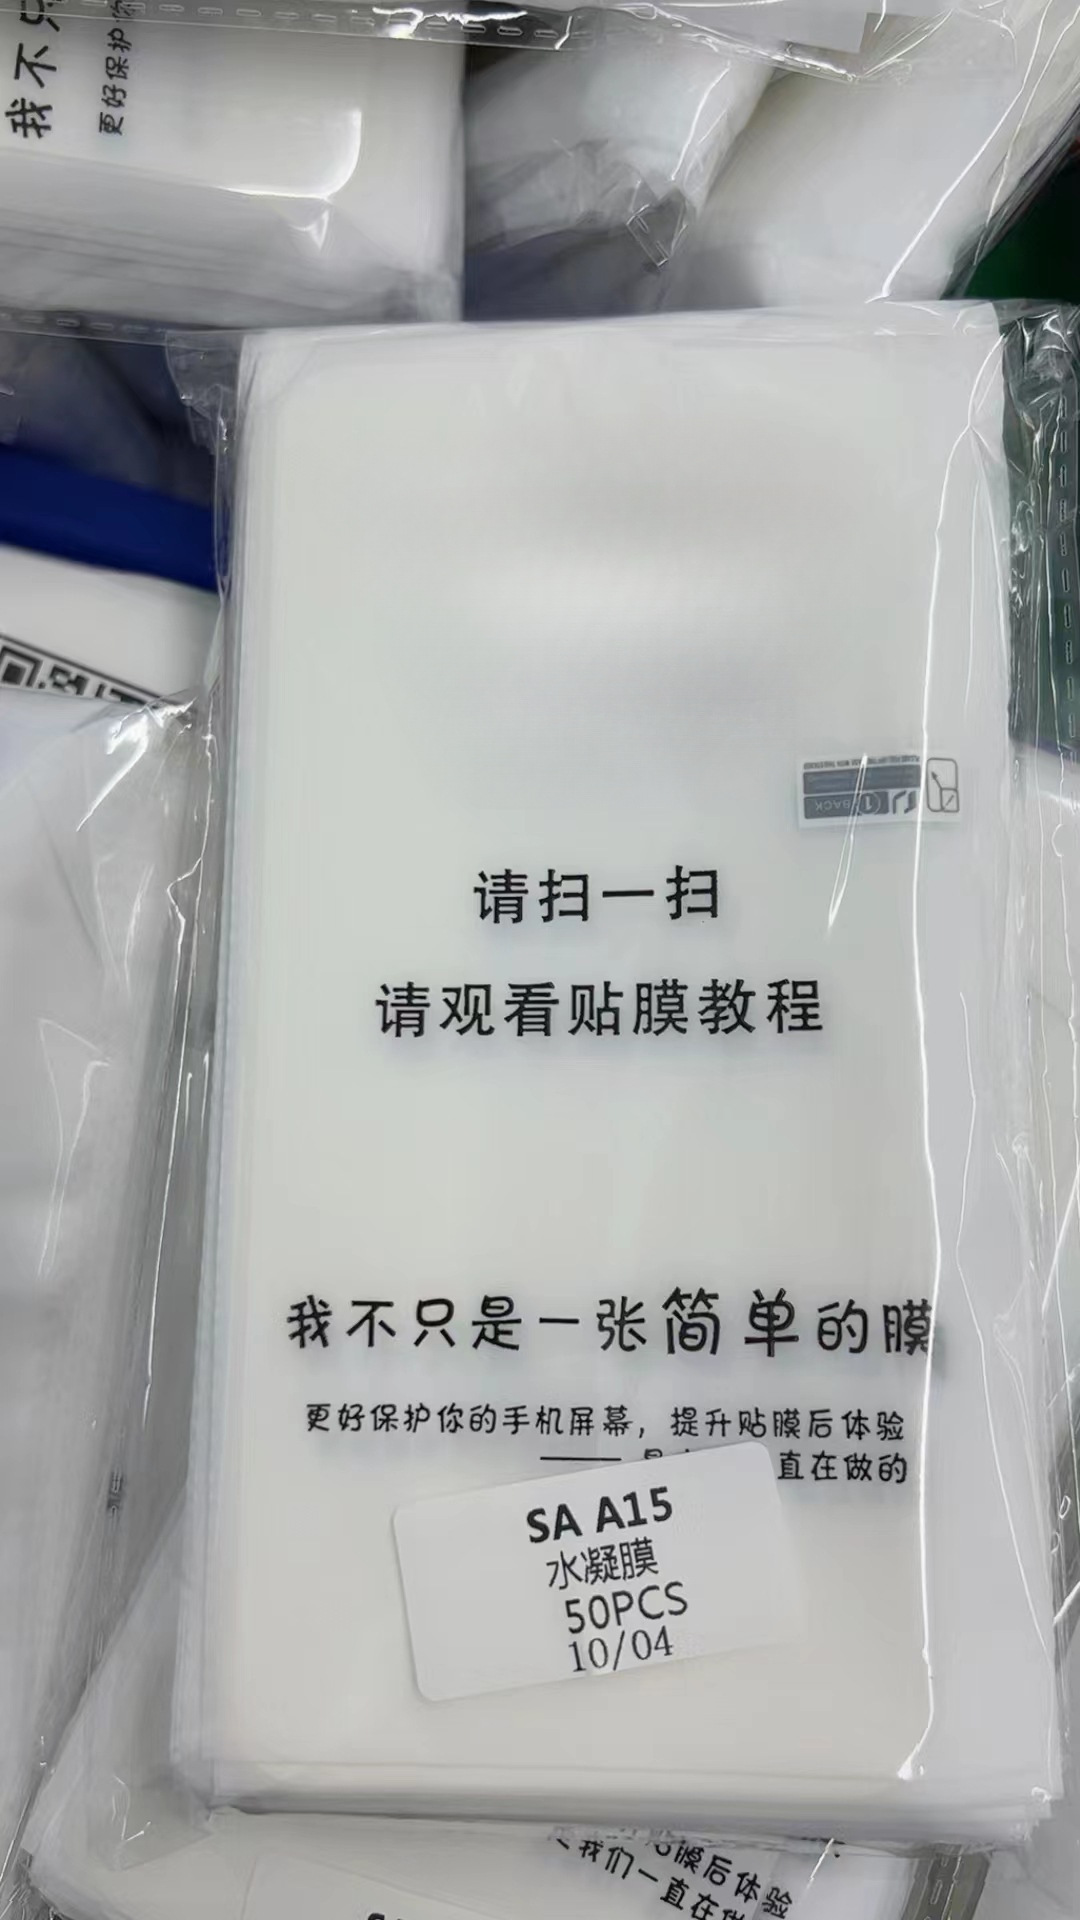 我不只
更好保护你
BACK
请扫一扫
请观看贴膜教程
我不只是一张简单的膜
更好保护你的手机屏幕，提升贴膜后体验
—— 直在做的
SA A15
水凝膜
50PCS
10/04
贴膜后体验
我们一直在做